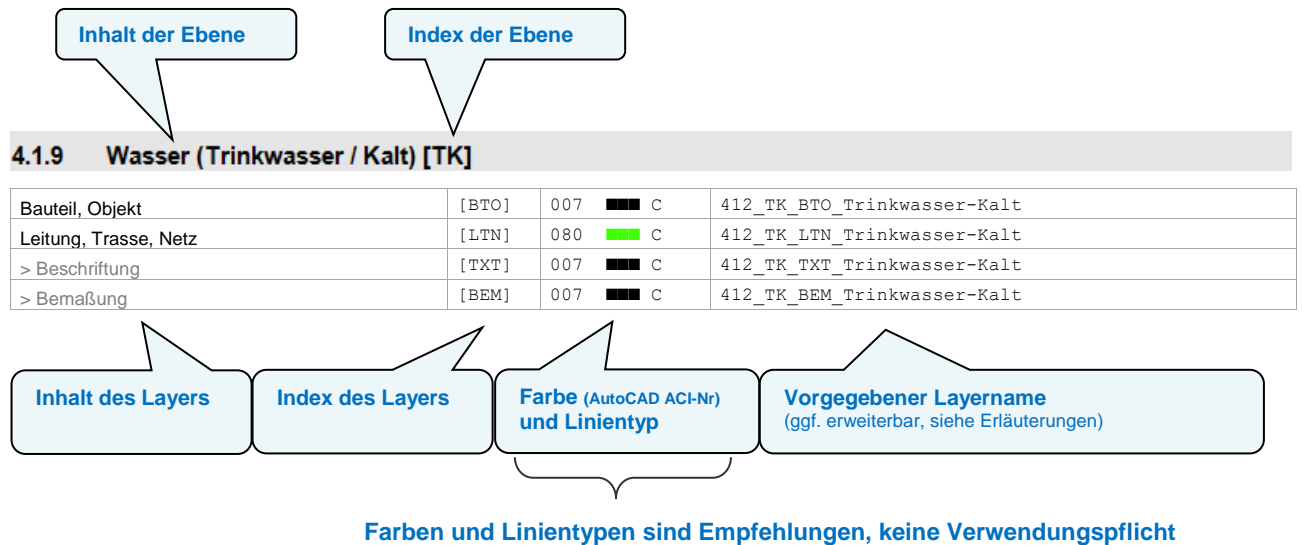 Inhalt der Ebene
Index der Ebene
4.1.9 Wasser (Trinkwasser / Kalt) [TK]
Bauteil, Objekt [BTO] 007 ■■■ C 412_TK_BTO_Trinkwasser-Kalt
Leitung, Trasse, Netz [LTN] 080 ■■■ C 412_TK_LTN_Trinkwasser-Kalt
> Beschriftung [TXT] 007 ■■■ C 412_TK_TXT_Trinkwasser-Kalt
> Bemaßung [BEM] 007 ■■■ C 412_TK_BEM_Trinkwasser-Kalt
Inhalt des Layers
Index des Layers
Farbe (AutoCAD ACI-Nr)
und Linientyp
Vorgegebener Layername
(ggf. erweiterbar, siehe Erläuterungen)
Farben und Linientypen sind Empfehlungen, keine Verwendungspflicht